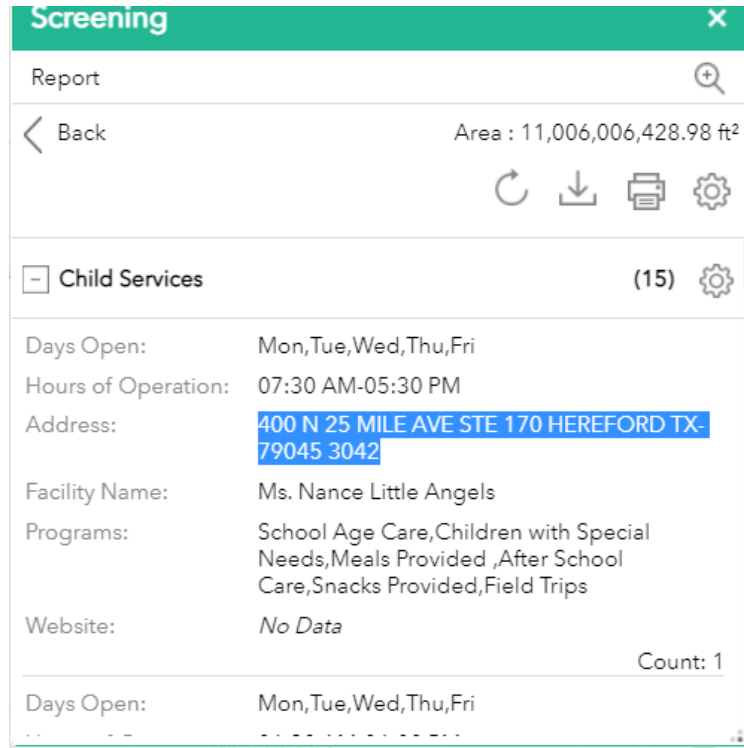 Screening ×
Report
Back Area : 11,006,006,428.98 ft²
Child Services (15)
Days Open: Mon,Tue,Wed,Thu,Fri
Hours of Operation: 07:30 AM-05:30 PM
Address: 400 N 25 MILE AVE STE 170 HEREFORD TX-
79045 3042
Facility Name: Ms. Nance Little Angels
Programs: School Age Care,Children with Special
Needs,Meals Provided ,After School
Care,Snacks Provided,Field Trips
Website: No Data
Count: 1
Days Open: Mon,Tue,Wed,Thu,Fri